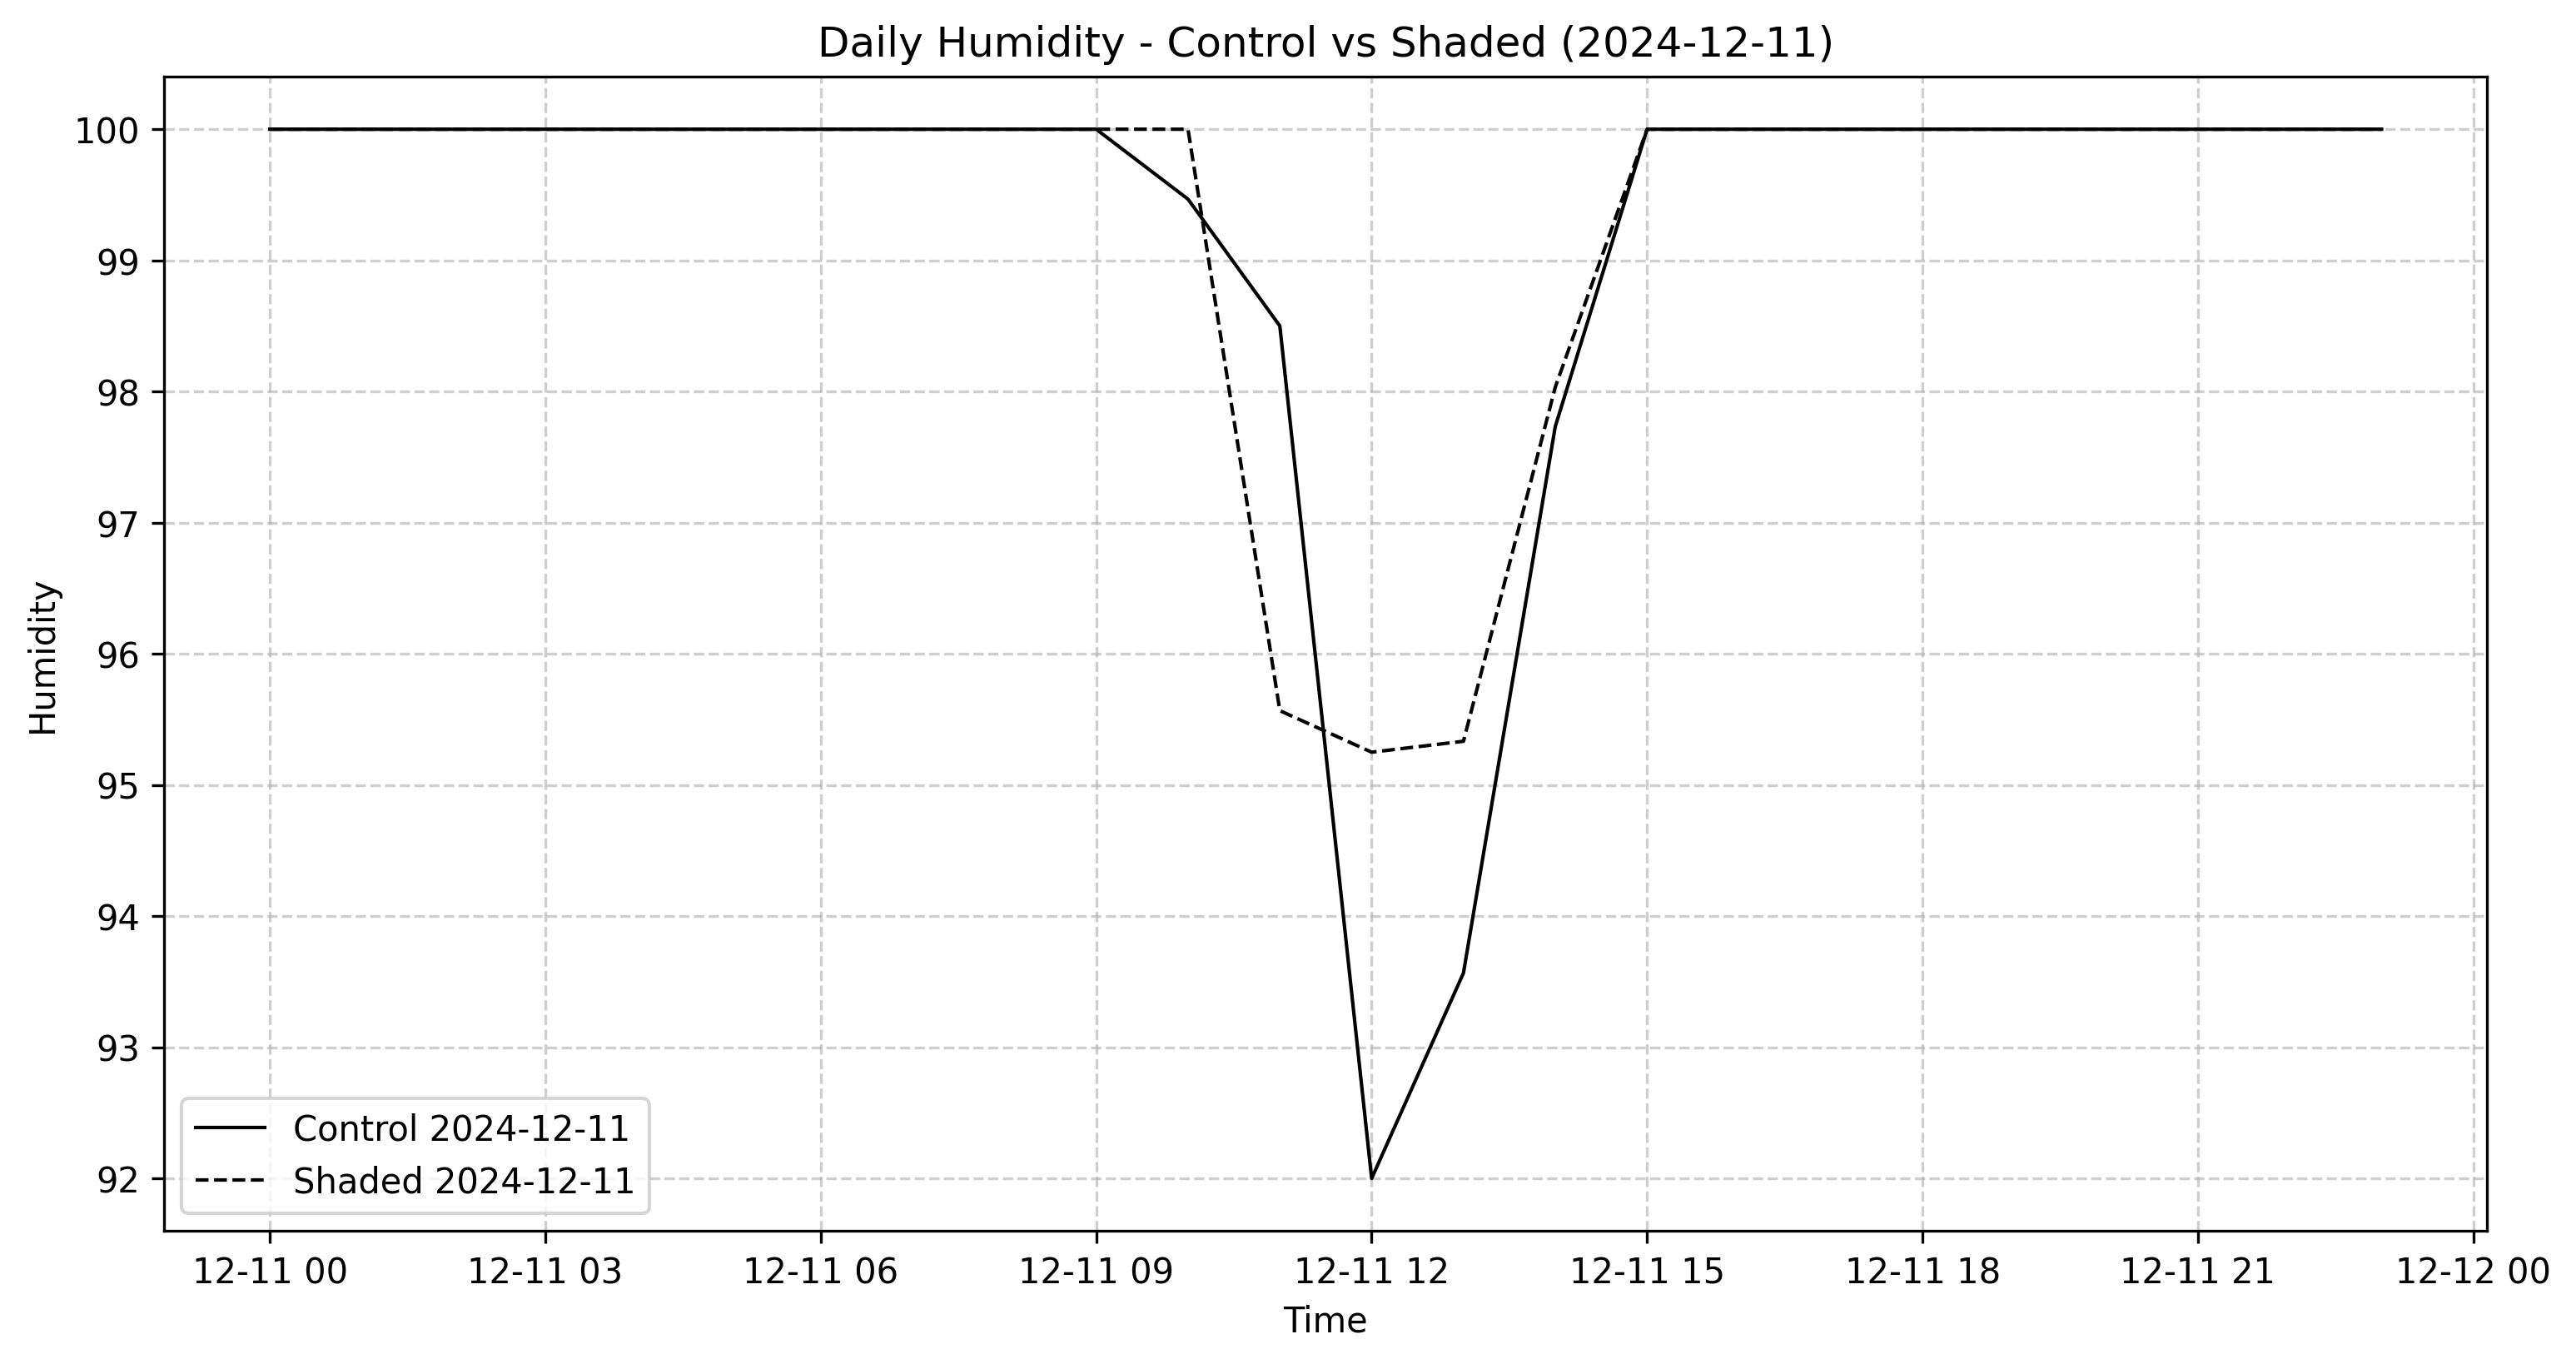 Daily Humidity - Control vs Shaded (2024-12-11)
100
99
98
97
96
95
94
93
92
Humidity
Control 2024-12-11
Shaded 2024-12-11
12-11 00 12-11 03 12-11 06 12-11 09 12-11 12 12-11 15 12-11 18 12-11 21 12-12 00
Time